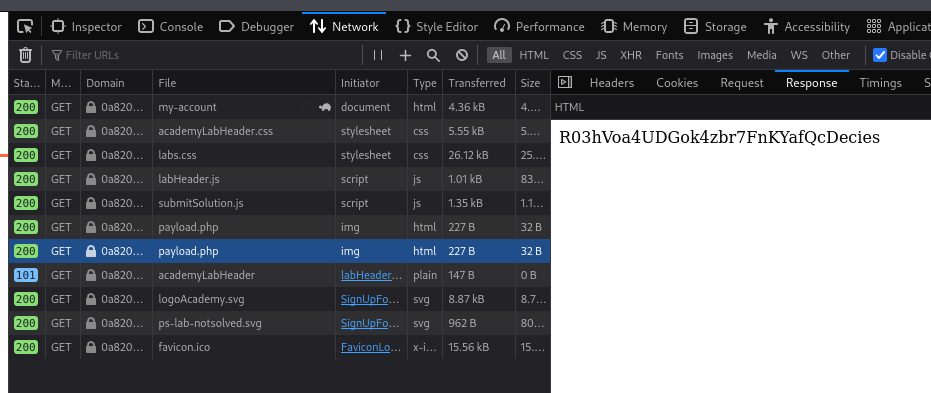 Inspector Console Debugger Network Style Editor Performance Memory Storage Accessibility Applicat
Filter URLs All HTML CSS JS XHR Fonts Images Media WS Other Disable C
Sta... M... Domain File Initiator Type Transferred Size Headers Cookies Request Response Timings S
HTML
R03hVoa4UDGok4zbr7FnKYafQcDecies
200 GET 0a820... my-account document html 4.36 kB 4....
200 GET 0a820... academyLabHeader.css stylesheet css 5.55 kB 5....
200 GET 0a820... labs.css stylesheet css 26.12 kB 25....
200 GET 0a820... labHeader.js script js 1.01 kB 83...
200 GET 0a820... submitSolution.js script js 1.35 kB 1.1...
200 GET 0a820... payload.php img html 227 B 32 B
200 GET 0a820... payload.php img html 227 B 32 B
101 GET 0a820... academyLabHeader labHeader... plain 147 B 0 B
200 GET 0a820... logoAcademy.svg SignUpFo... svg 8.87 kB 8.7...
200 GET 0a820... ps-lab-notsolved.svg SignUpFo... svg 962 B 80...
200 GET 0a820... favicon.ico FaviconLo... x-i... 15.56 kB 15....